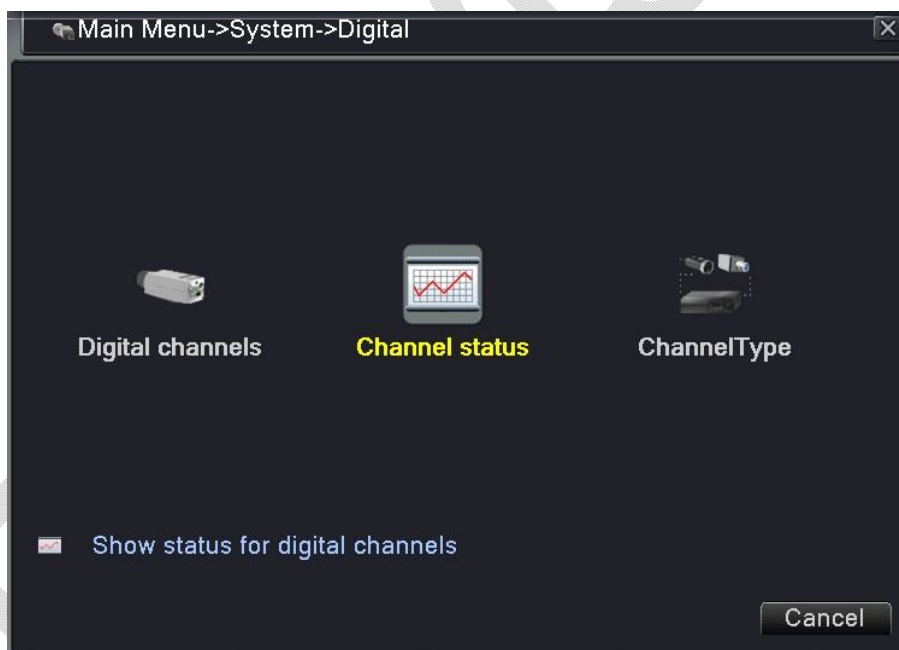 Main Menu->System->Digital
Digital channels
Channel status
ChannelType
Show status for digital channels
Cancel